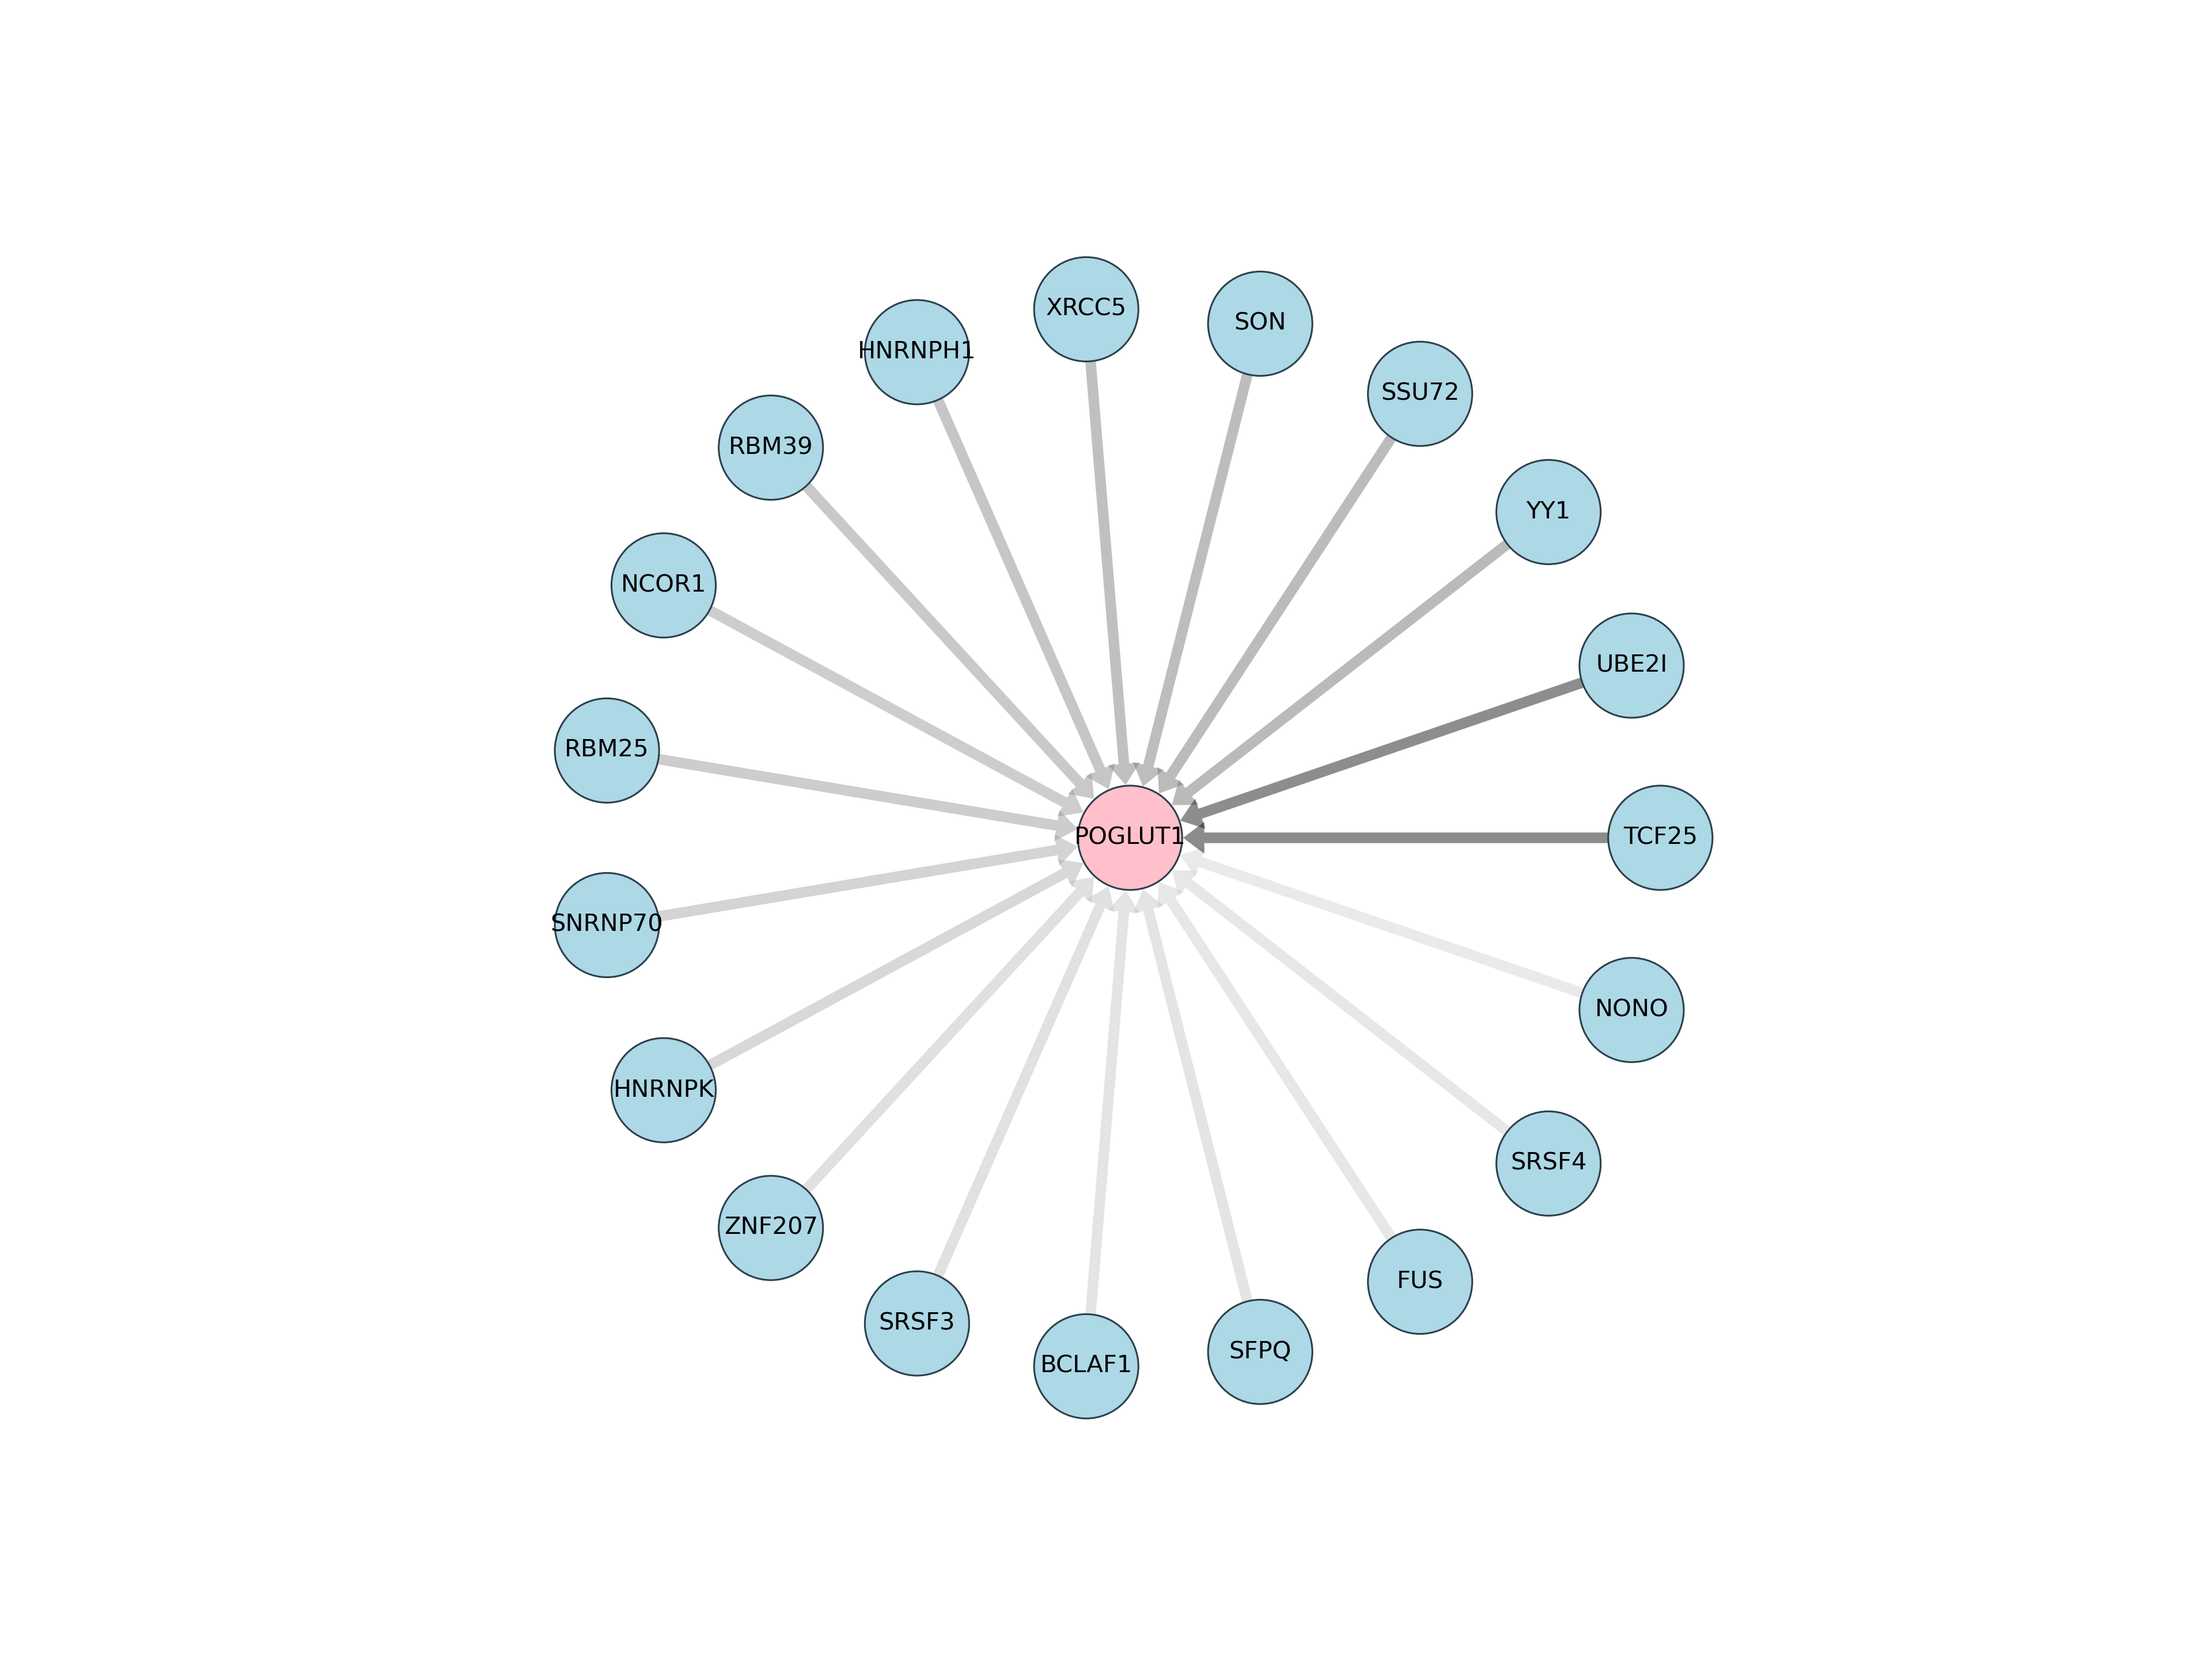 XRCC5
SON
HNRNPH1
SSU72
RBM39
YY1
NCOR1
UBE2I
RBM25
POGLUT1
TCF25
SNRNP70
NONO
HNRNPK
SRSF4
ZNF207
FUS
SRSF3
SFPQ
BCLAF1